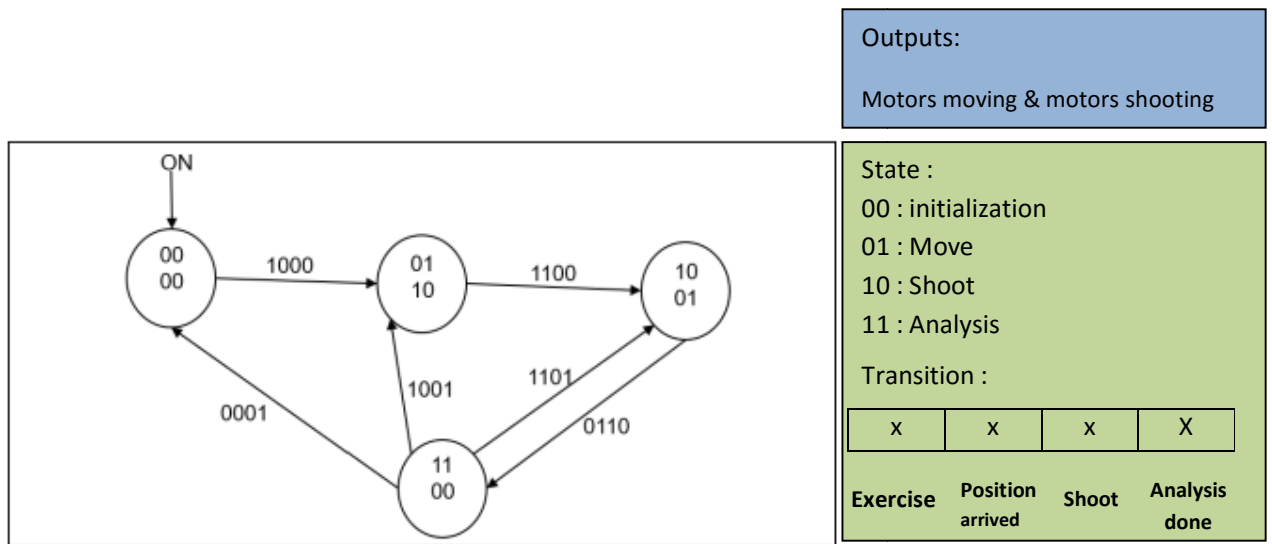 Outputs:
Motors moving & motors shooting
ON
00
00
1000
01
10
1100
10
01
1001
1101
0110
0001
11
00
State :
00 : initialization
01 : Move
10 : Shoot
11 : Analysis
Transition :
x x x X
Exercise Position arrived Shoot Analysis done